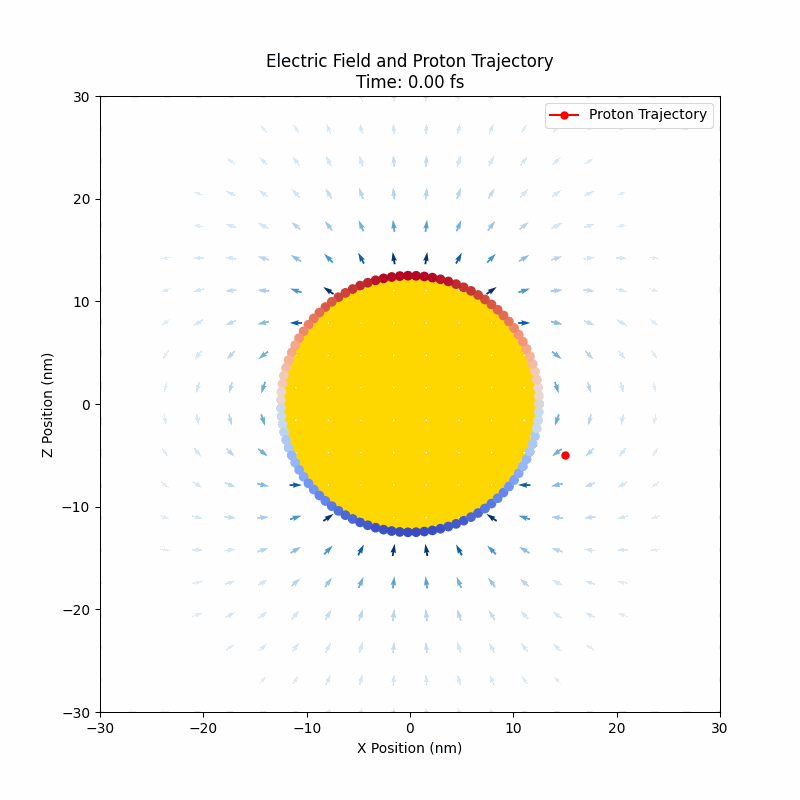 Electric Field and Proton Trajectory
Time: 0.00 fs
Proton Trajectory
30
20
10
0
−10
−20
−30
Z Position (nm)
−30 −20 −10 0 10 20 30
X Position (nm)